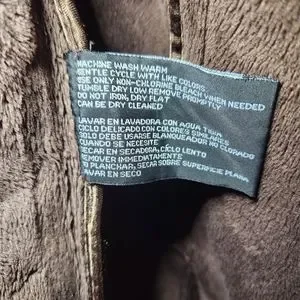 MACHINE WASH WARM
GENTLE CYCLE WITH LIKE COLORS
USE ONLY NON-CHLORINE BLEACH WHEN NEEDED
TUMBLE DRY LOW REMOVE PROMPTLY
DO NOT IRON, DRY FLAT
CAN BE DRY CLEANED
LAVAR EN LAVADORA CON AGUA TIBIA
CICLO DELICADO CON COLORES SIMILARES
SOLO DEBE USARSE BLANQUEADOR NO CLORADO
CUANDO SE NECESITE
SECAR EN SECADORA, CICLO LENTO
REMOVER IMMEDIATAMENTE
NO PLANCHAR, SECAR SOBRE SUPERFICIE PLANA
LAVAR EN SECO